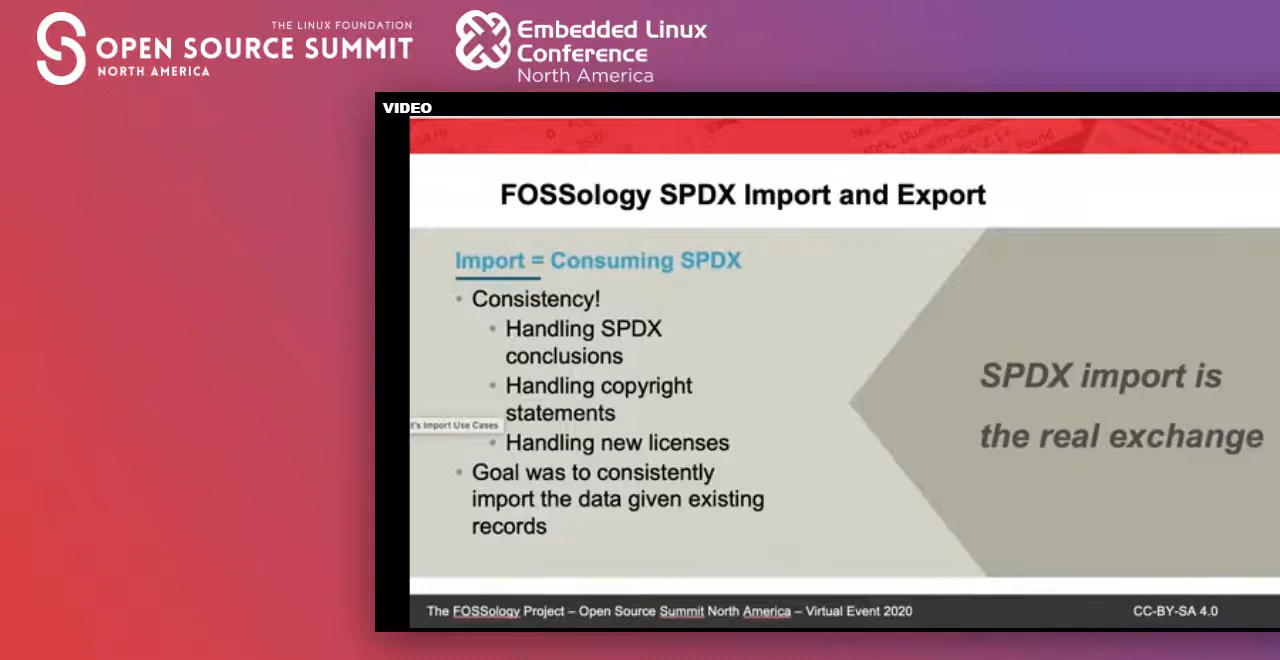 THE LINUX FOUNDATION
OPEN SOURCE SUMMIT
NORTH AMERICA
Embedded Linux
Conference
North America
VIDEO
FOSSology SPDX Import and Export
Import = Consuming SPDX
Consistency!
Handling SPDX
conclusions
Handling copyright
statements
t's Import Use Cases
Handling new licenses
Goal was to consistently
import the data given existing
records
SPDX import is
the real exchange
The FOSSology Project – Open Source Summit North America – Virtual Event 2020
CC-BY-SA 4.0